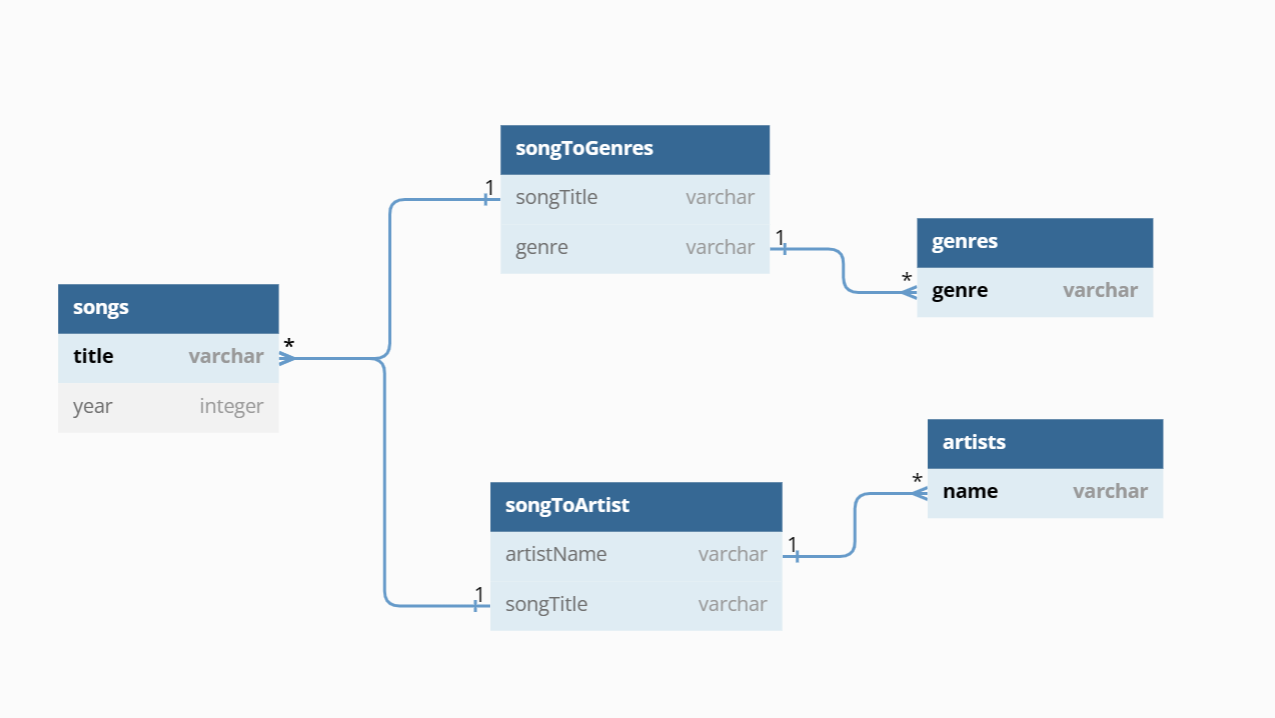 songToGenres
1
songTitle varchar
1
genre varchar
genres
*
genre varchar
songs
*
title varchar
year integer
artists
*
name varchar
songToArtist
1
artistName varchar
1
songTitle varchar